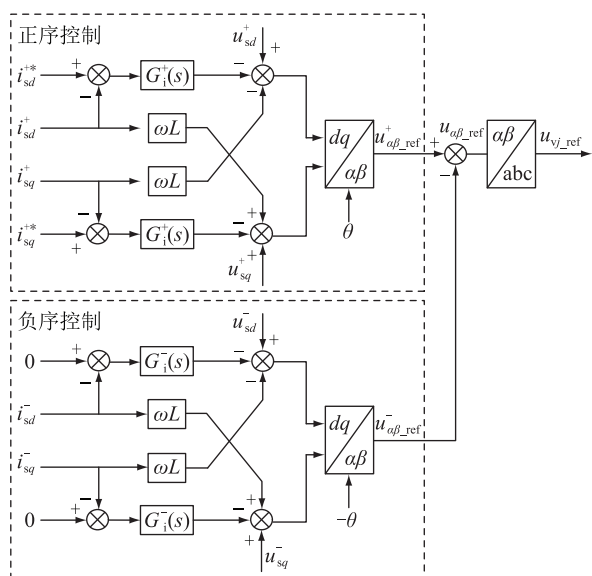 正序控制
u⁺sd
+
i⁺*sd + − G⁺i(s) − −
i⁺sd ωL
dq αβ u⁺αβ_ref + − uαβ_ref αβ abc uvj_ref
i⁺sq ωL
θ
i⁺*sq − + G⁺i(s) − + +
u⁺sq
负序控制
u⁻sd
+
0 + − G⁻i(s) − −
i⁻sd ωL
dq αβ u⁻αβ_ref
i⁻sq ωL
−θ
0 − + G⁻i(s) − + +
u⁻sq